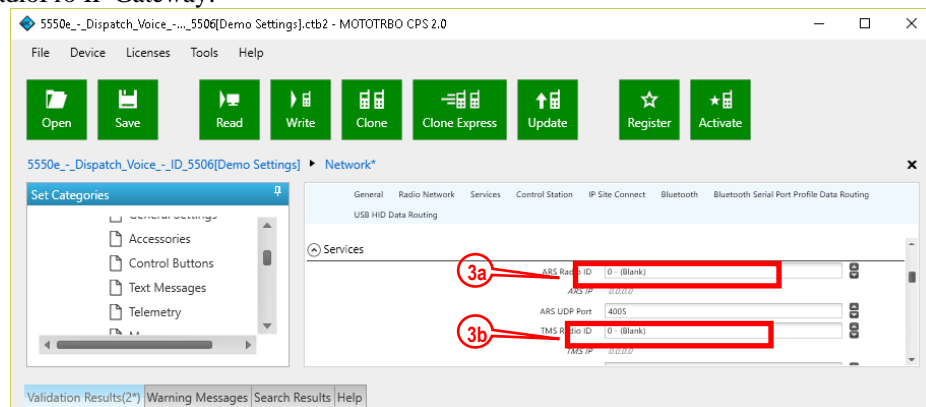 5550e_-_Dispatch_Voice_-..._5506[Demo Settings].ctb2 - MOTOTRBO CPS 2.0
File Device Licenses Tools Help
Open Save Read Write Clone Clone Express Update Register Activate
5550e_-_Dispatch_Voice_-_ID_5506[Demo Settings] Network*
Set Categories
General Radio Network Services Control Station IP Site Connect Bluetooth Bluetooth Serial Port Profile Data Routing
USB HID Data Routing
General Settings
Accessories
Control Buttons
Text Messages
Telemetry
Services
3a
ARS Radio ID 0 - (Blank)
ARS IP 0.0.0.0
ARS UDP Port 4005
3b
TMS Radio ID 0 - (Blank)
TMS IP 0.0.0.0
Validation Results(2*) Warning Messages Search Results Help